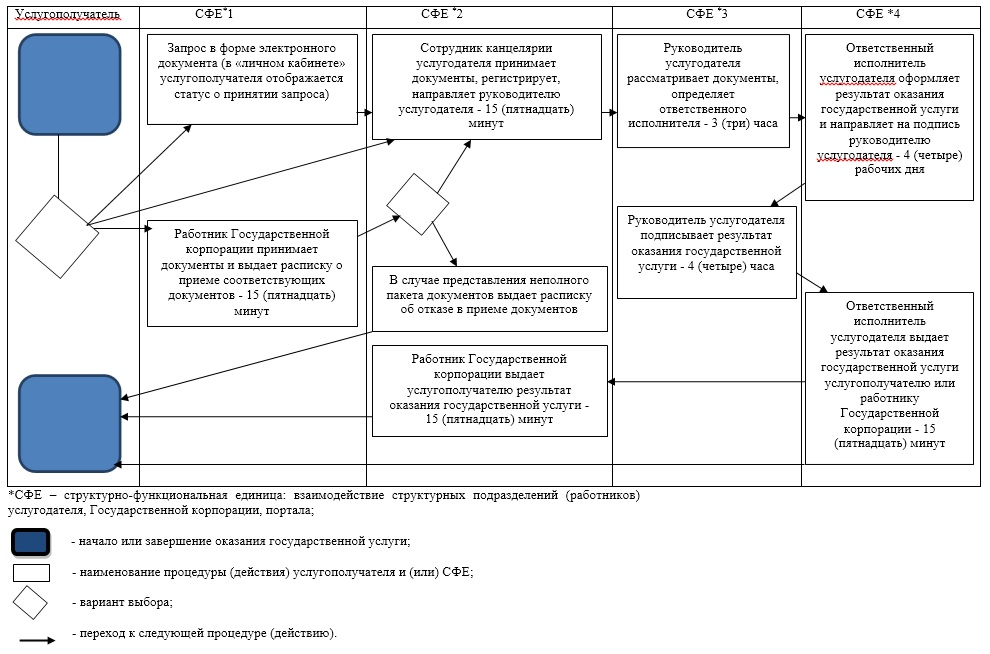 Услугополучатель
СФЕ*1
СФЕ *2
СФЕ *3
СФЕ *4
Запрос в форме электронного
документа (в «личном кабинете»
услугополучателя отображается
статус о принятии запроса)
Работник Государственной
корпорации принимает
документы и выдает расписку о
приеме соответствующих
документов - 15 (пятнадцать)
минут
Сотрудник канцелярии
услугодателя принимает
документы, регистрирует,
направляет руководителю
услугодателя - 15 (пятнадцать)
минут
В случае представления неполного
пакета документов выдает расписку
об отказе в приеме документов
Работник Государственной
корпорации выдает
услугополучателю результат
оказания государственной услуги -
15 (пятнадцать) минут
Руководитель
услугодателя
рассматривает документы,
определяет
ответственного
исполнителя - 3 (три) часа
Руководитель услугодателя
подписывает результат
оказания государственной
услуги - 4 (четыре) часа
Ответственный
исполнитель
услугодателя оформляет
результат оказания
государственной услуги
и направляет на подпись
руководителю
услугодателя - 4 (четыре)
рабочих дня
Ответственный
исполнитель
услугодателя выдает
результат оказания
государственной услуги
услугополучателю или
работнику
Государственной
корпорации - 15
(пятнадцать) минут
*СФЕ – структурно-функциональная единица: взаимодействие структурных подразделений (работников)
услугодателя, Государственной корпорации, портала;
- начало или завершение оказания государственной услуги;
- наименование процедуры (действия) услугополучателя и (или) СФЕ;
- вариант выбора;
- переход к следующей процедуре (действию).